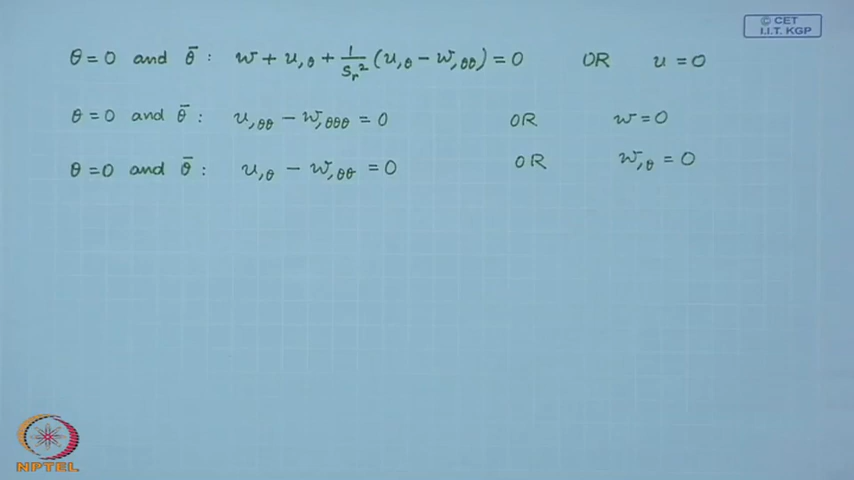 © CET
I.I.T. KGP
θ = 0 and θ̄ : w + u,θ + 1/s_r² (u,θ − w,θθ) = 0 OR u = 0
θ = 0 and θ̄ : u,θθ − w,θθθ = 0 OR w = 0
θ = 0 and θ̄ : u,θ − w,θθ = 0 OR w,θ = 0
NPTEL